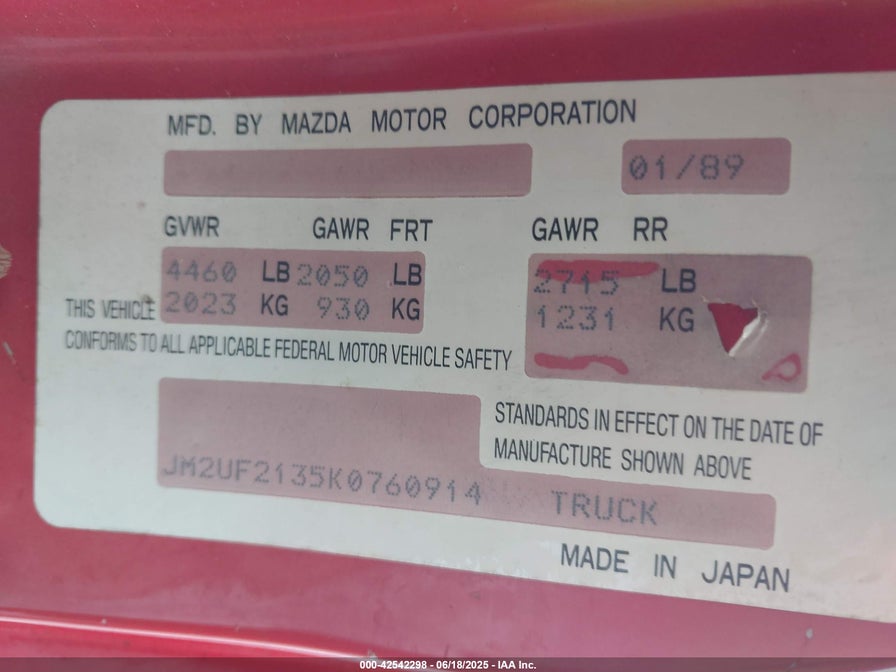 MFD. BY MAZDA MOTOR CORPORATION
01/89
GVWR GAWR FRT GAWR RR
4460 LB 2050 LB 2715 LB
THIS VEHICLE 2023 KG 930 KG 1231 KG
CONFORMS TO ALL APPLICABLE FEDERAL MOTOR VEHICLE SAFETY
STANDARDS IN EFFECT ON THE DATE OF
MANUFACTURE SHOWN ABOVE
JM2UF2135K0760914 TRUCK
MADE IN JAPAN
000-42542298 - 06/18/2025 - IAA Inc.